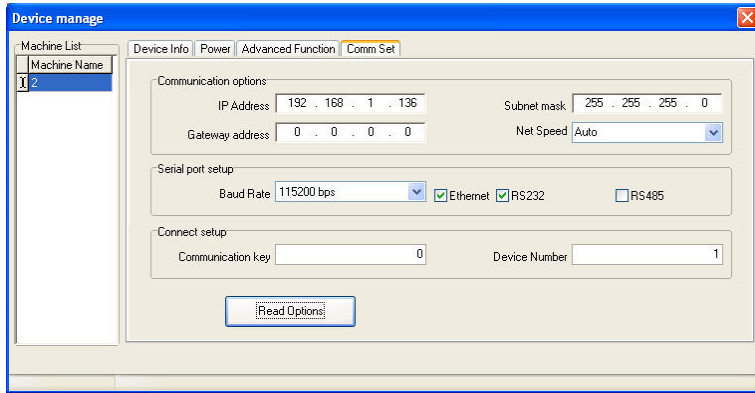 Device manage
Machine List
Machine Name
2
Device Info Power Advanced Function Comm Set
Communication options
IP Address 192 . 168 . 1 . 136 Subnet mask 255 . 255 . 255 . 0
Gateway address 0 . 0 . 0 . 0 Net Speed Auto
Serial port setup
Baud Rate 115200 bps Ethernet RS232 RS485
Connect setup
Communication key 0 Device Number 1
Read Options